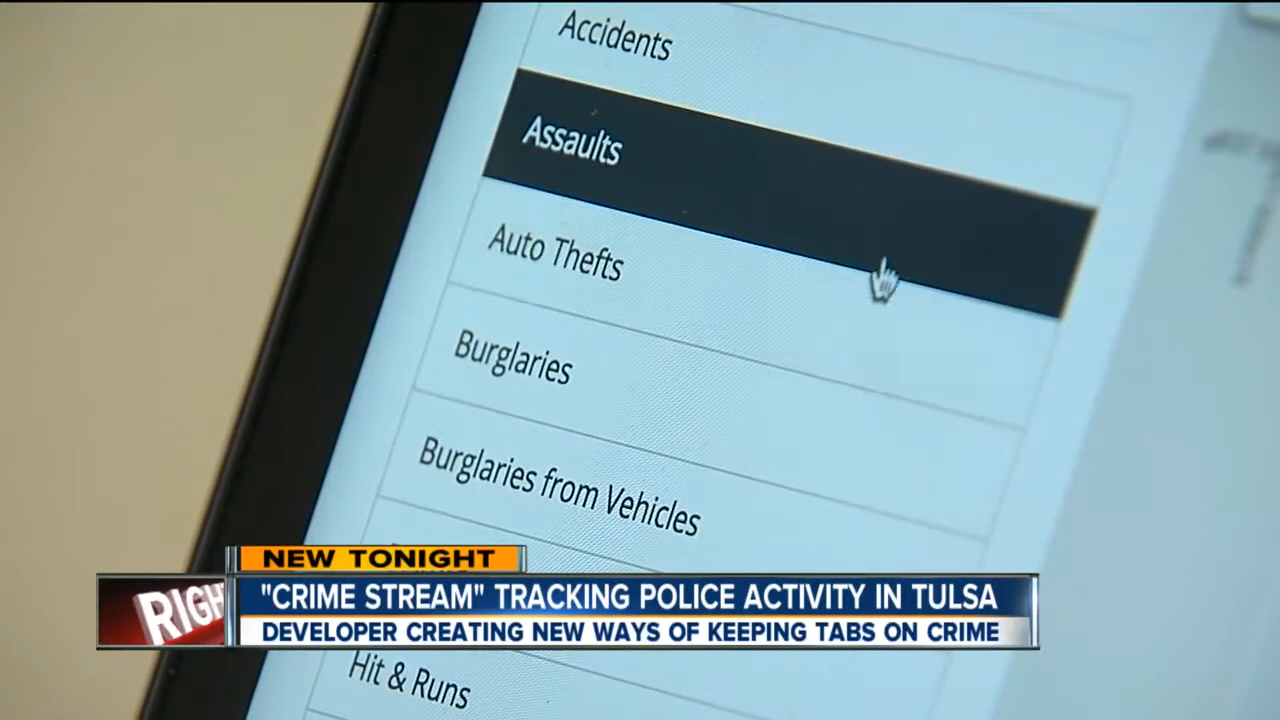 Accidents
Assaults
Auto Thefts
Burglaries
Burglaries from Vehicles
NEW TONIGHT
RIGH
"CRIME STREAM" TRACKING POLICE ACTIVITY IN TULSA
DEVELOPER CREATING NEW WAYS OF KEEPING TABS ON CRIME
Hit & Runs